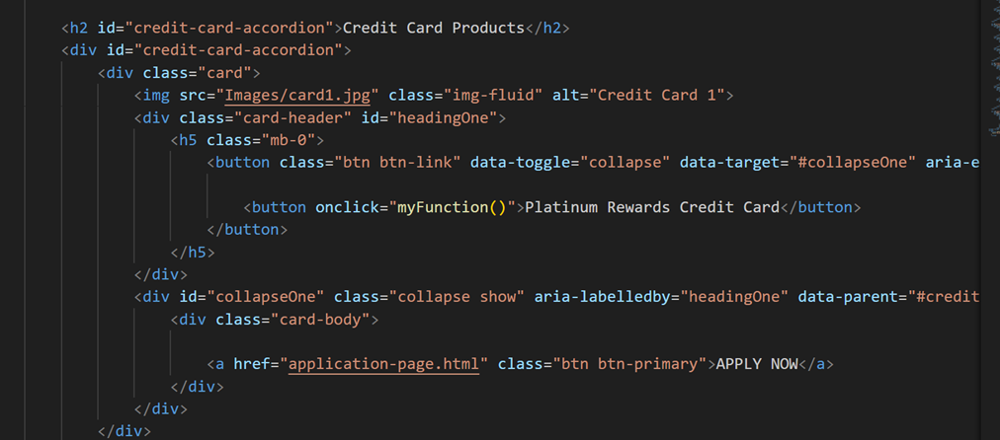 <h2 id="credit-card-accordion">Credit Card Products</h2>
<div id="credit-card-accordion">
<div class="card">
<img src="Images/card1.jpg" class="img-fluid" alt="Credit Card 1">
<div class="card-header" id="headingOne">
<h5 class="mb-0">
<button class="btn btn-link" data-toggle="collapse" data-target="#collapseOne" aria-e
<button onclick="myFunction()">Platinum Rewards Credit Card</button>
</button>
</h5>
</div>
<div id="collapseOne" class="collapse show" aria-labelledby="headingOne" data-parent="#credit
<div class="card-body">
<a href="application-page.html" class="btn btn-primary">APPLY NOW</a>
</div>
</div>
</div>